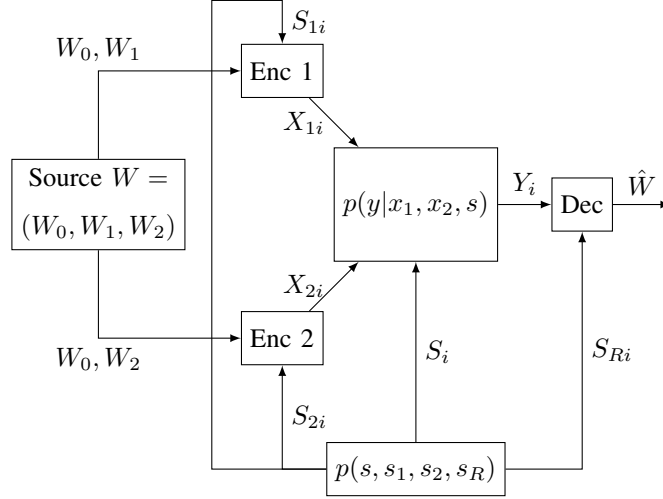 S_{1i}
W_0, W_1
Enc 1
X_{1i}
Source W =
(W_0, W_1, W_2)
p(y|x_1, x_2, s)
Y_i
Dec
Ŵ
X_{2i}
Enc 2
W_0, W_2
S_i
S_{Ri}
S_{2i}
p(s, s_1, s_2, s_R)